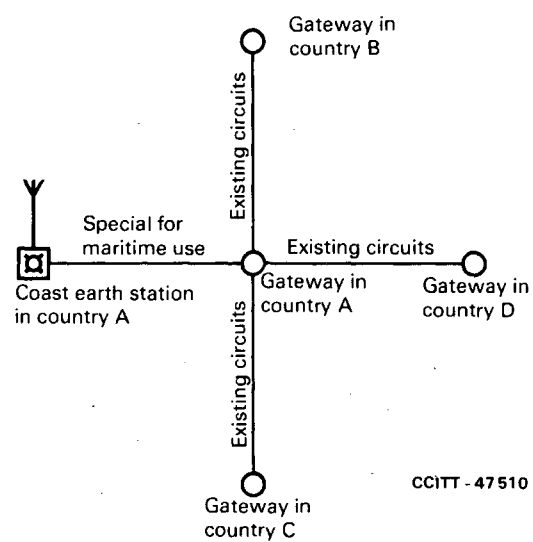 Gateway in
country B
Existing circuits
Special for
maritime use
Existing circuits
Coast earth station
in country A
Gateway in
country A
Gateway in
country D
Existing circuits
CCITT - 47510
Gateway in
country C